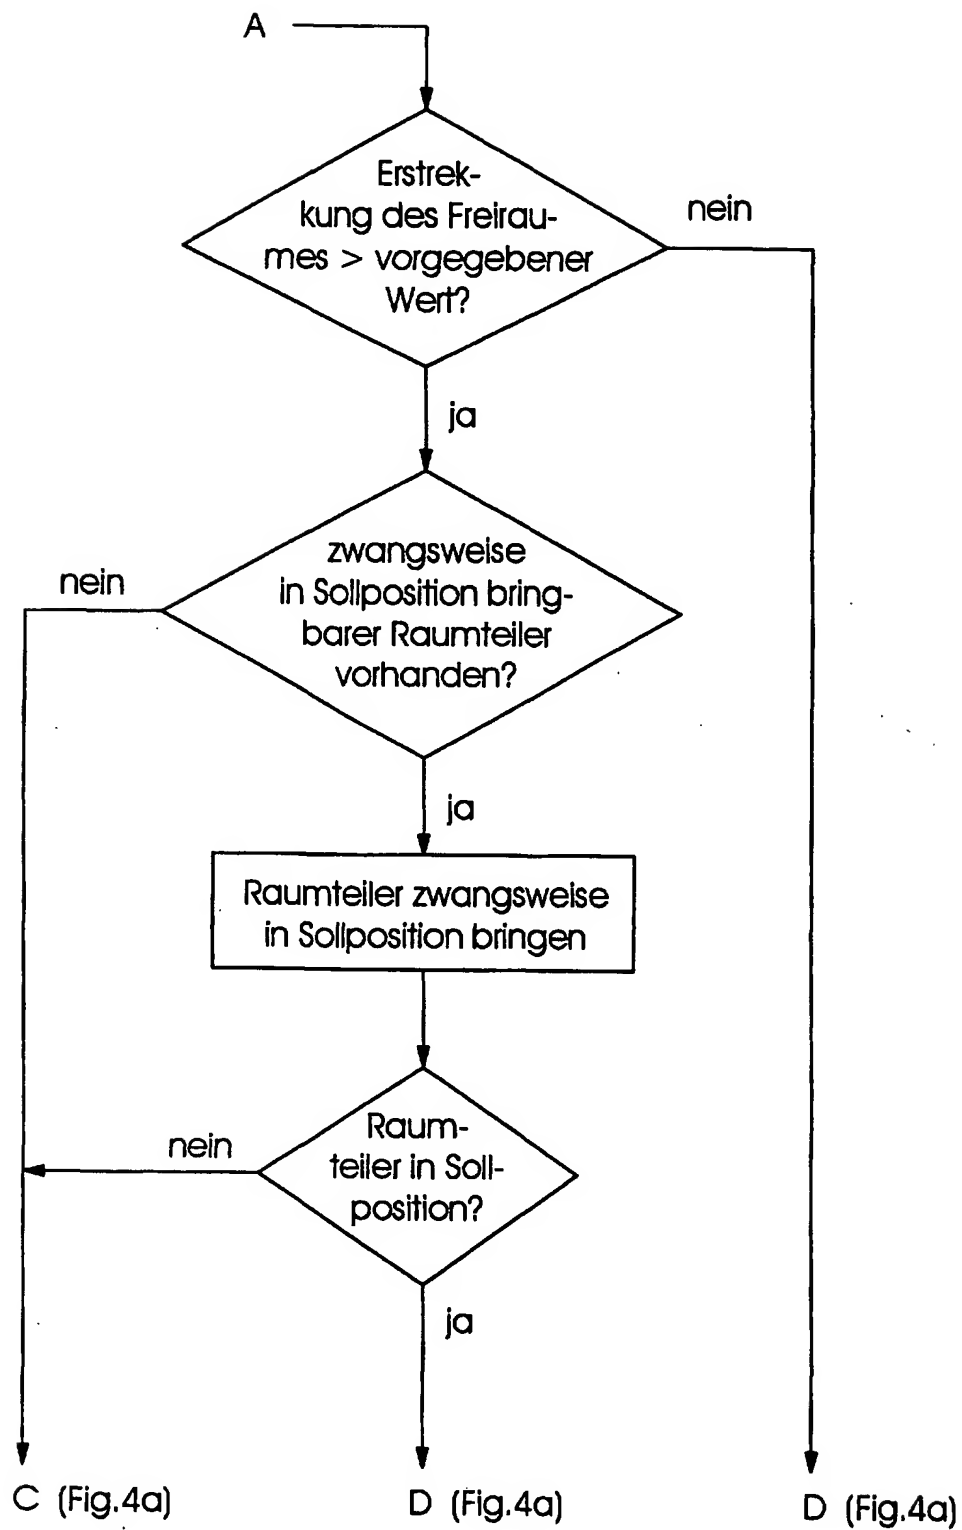 A
Erstrek-
kung des Freirau-
mes > vorgegebener
Wert?
nein
ja
zwangsweise
in Sollposition bring-
barer Raumteiler
vorhanden?
nein
ja
Raumteiler zwangsweise
in Sollposition bringen
Raum-
teiler in Soll-
position?
nein
ja
C (Fig.4a)
D (Fig.4a)
D (Fig.4a)